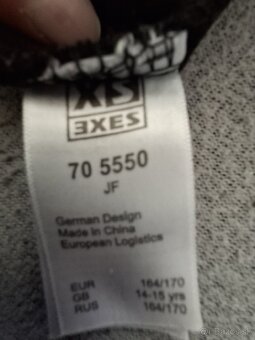 XS
EXES
70 5550
JF
German Design
Made in China
European Logistics
EUR 164/170
GB 14-15 yrs
RUS 164/170